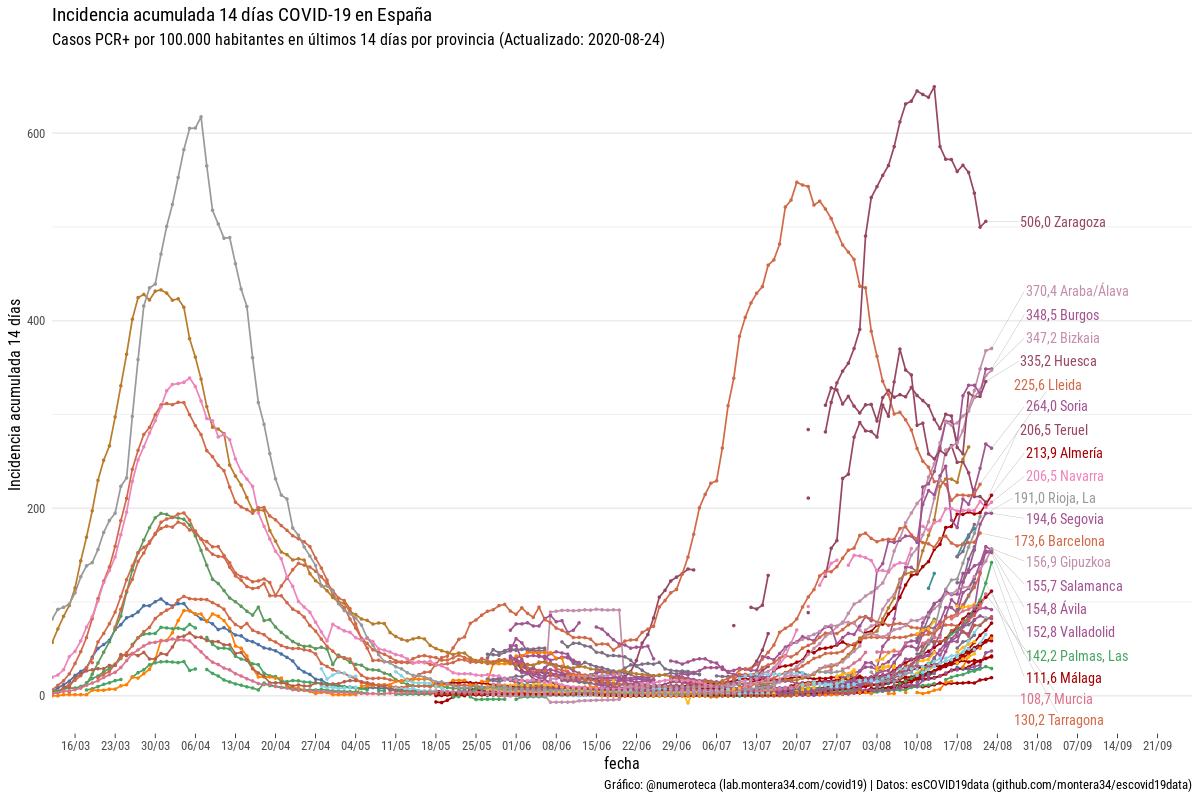 Incidencia acumulada 14 días COVID-19 en España
Casos PCR+ por 100.000 habitantes en últimos 14 días por provincia (Actualizado: 2020-08-24)
Incidencia acumulada 14 días
600
400
200
0
506,0 Zaragoza
370,4 Araba/Álava
348,5 Burgos
347,2 Bizkaia
335,2 Huesca
225,6 Lleida
264,0 Soria
206,5 Teruel
213,9 Almería
206,5 Navarra
191,0 Rioja, La
194,6 Segovia
173,6 Barcelona
156,9 Gipuzkoa
155,7 Salamanca
154,8 Ávila
152,8 Valladolid
142,2 Palmas, Las
111,6 Málaga
108,7 Murcia
130,2 Tarragona
16/03 23/03 30/03 06/04 13/04 20/04 27/04 04/05 11/05 18/05 25/05 01/06 08/06 15/06 22/06 29/06 06/07 13/07 20/07 27/07 03/08 10/08 17/08 24/08 31/08 07/09 14/09 21/09
fecha
Gráfico: @numeroteca (lab.montera34.com/covid19) | Datos: esCOVID19data (github.com/montera34/escovid19data)